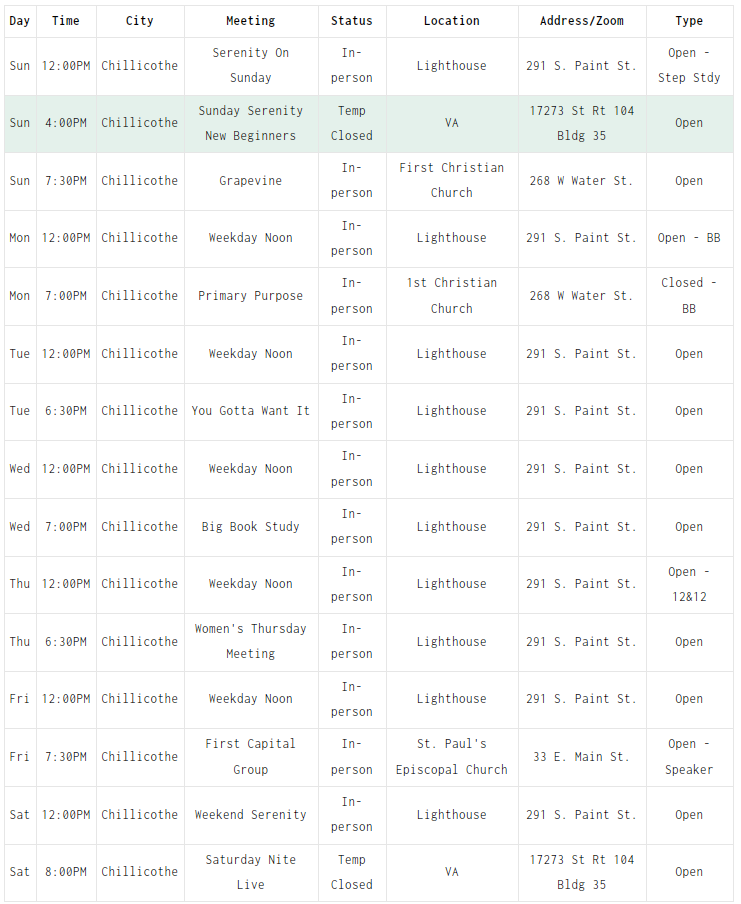 Day Time City Meeting Status Location Address/Zoom Type
Sun 12:00PM Chillicothe Serenity On Sunday In-person Lighthouse 291 S. Paint St. Open - Step Stdy
Sun 4:00PM Chillicothe Sunday Serenity New Beginners Temp Closed VA 17273 St Rt 104 Bldg 35 Open
Sun 7:30PM Chillicothe Grapevine In-person First Christian Church 268 W Water St. Open
Mon 12:00PM Chillicothe Weekday Noon In-person Lighthouse 291 S. Paint St. Open - BB
Mon 7:00PM Chillicothe Primary Purpose In-person 1st Christian Church 268 W Water St. Closed - BB
Tue 12:00PM Chillicothe Weekday Noon In-person Lighthouse 291 S. Paint St. Open
Tue 6:30PM Chillicothe You Gotta Want It In-person Lighthouse 291 S. Paint St. Open
Wed 12:00PM Chillicothe Weekday Noon In-person Lighthouse 291 S. Paint St. Open
Wed 7:00PM Chillicothe Big Book Study In-person Lighthouse 291 S. Paint St. Open
Thu 12:00PM Chillicothe Weekday Noon In-person Lighthouse 291 S. Paint St. Open - 12&12
Thu 6:30PM Chillicothe Women's Thursday Meeting In-person Lighthouse 291 S. Paint St. Open
Fri 12:00PM Chillicothe Weekday Noon In-person Lighthouse 291 S. Paint St. Open
Fri 7:30PM Chillicothe First Capital Group In-person St. Paul's Episcopal Church 33 E. Main St. Open - Speaker
Sat 12:00PM Chillicothe Weekend Serenity In-person Lighthouse 291 S. Paint St. Open
Sat 8:00PM Chillicothe Saturday Nite Live Temp Closed VA 17273 St Rt 104 Bldg 35 Open